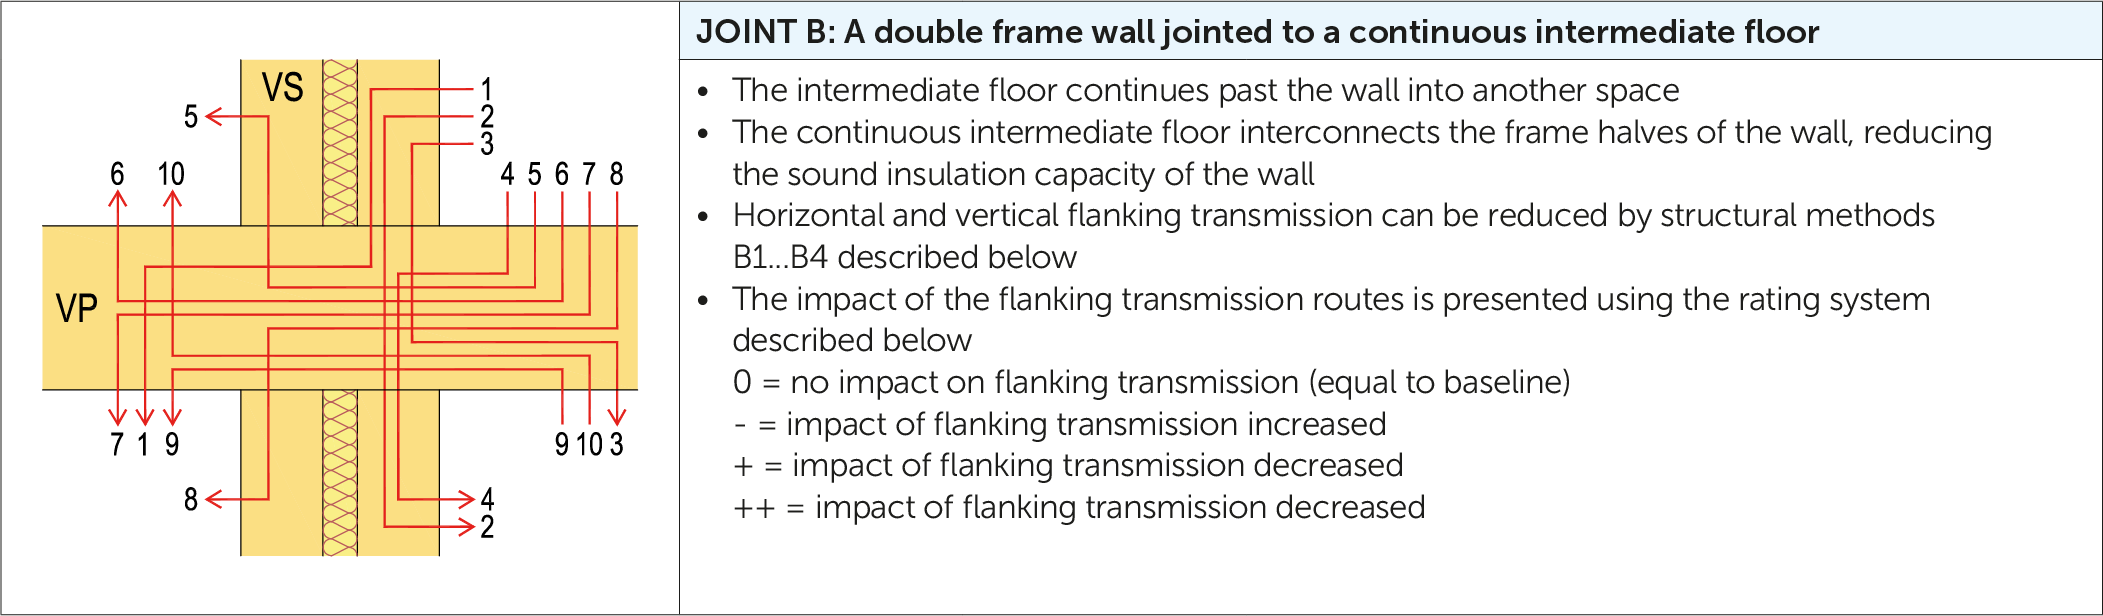 VS
1
5
2
3
6 10
4 5 6 7 8
VP
7 1 9
9 10 3
8
4
2
JOINT B: A double frame wall jointed to a continuous intermediate floor
• The intermediate floor continues past the wall into another space
• The continuous intermediate floor interconnects the frame halves of the wall, reducing
the sound insulation capacity of the wall
• Horizontal and vertical flanking transmission can be reduced by structural methods
B1...B4 described below
• The impact of the flanking transmission routes is presented using the rating system
described below
0 = no impact on flanking transmission (equal to baseline)
- = impact of flanking transmission increased
+ = impact of flanking transmission decreased
++ = impact of flanking transmission decreased